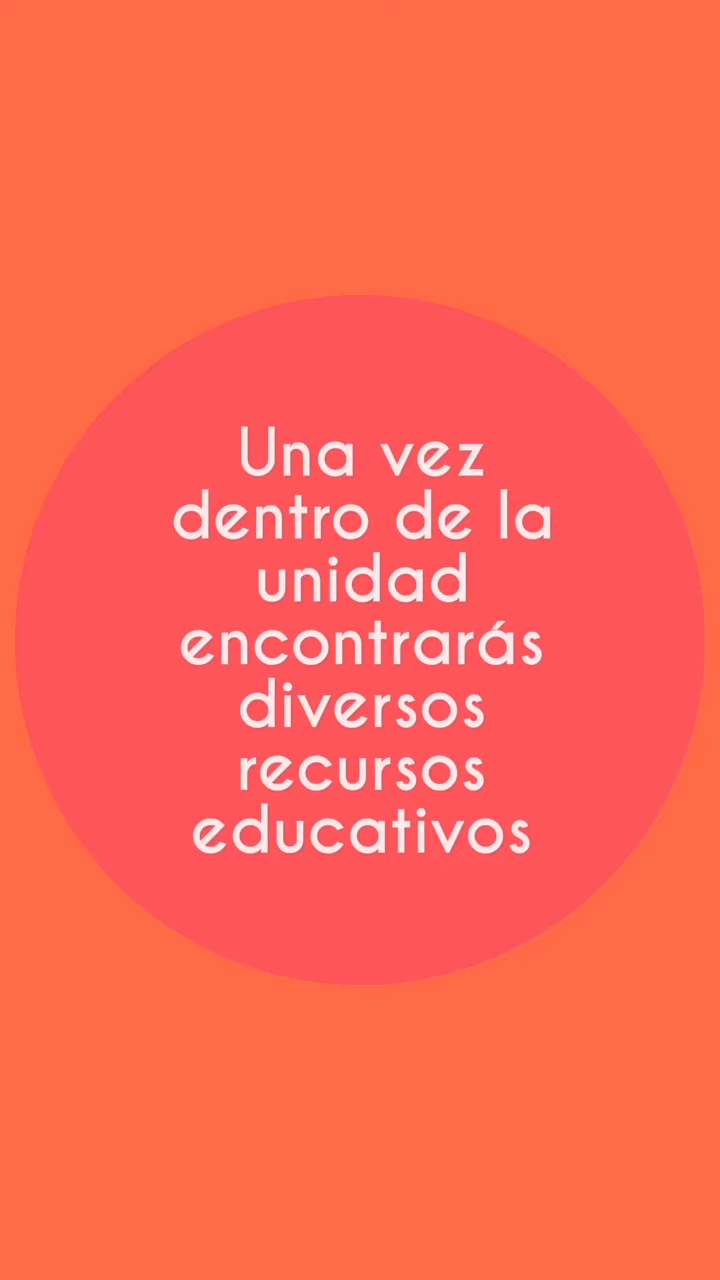 Una vez
dentro de la
unidad
encontrarás
diversos
recursos
educativos